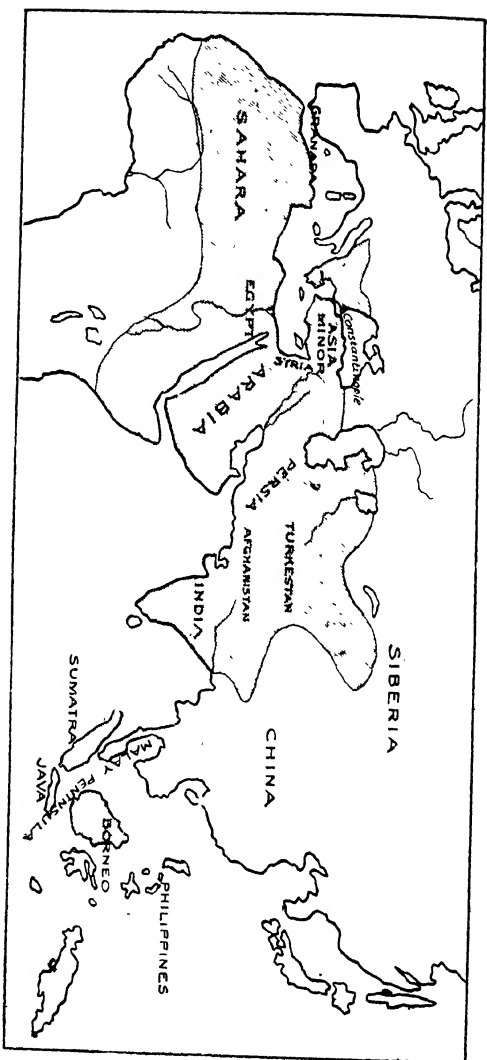 GRANADA
SAHARA
EGYPT
Constantinople
ASIA
MINOR
SYRIA
ARABIA
PERSIA
TURKESTAN
AFGHANISTAN
INDIA
SIBERIA
CHINA
SUMATRA
MALAY PENINSULA
JAVA
BORNEO
PHILIPPINES